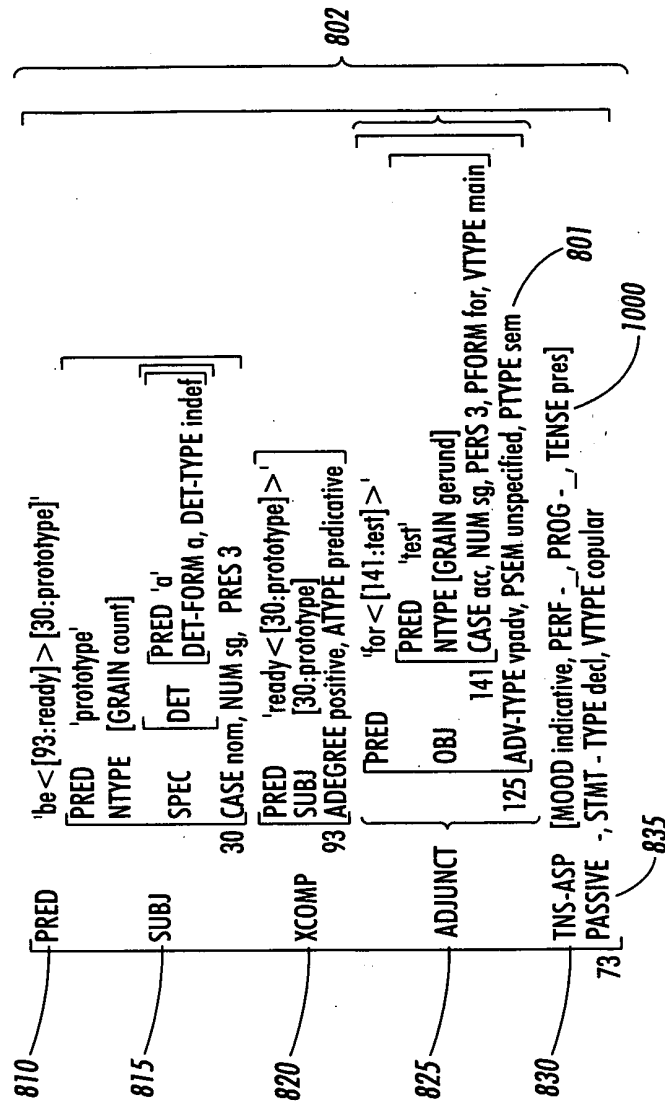 802
810 PRED 'be<[93:ready]>[30:prototype]'
PRED 'prototype'
NTYPE [GRAIN count]
815 SUBJ
SPEC DET PRED 'a'
DET-FORM a, DET-TYPE indef
30 CASE nom, NUM sg, PRES 3
PRED 'ready<[30:prototype]>'
820 XCOMP SUBJ [30:prototype]
93 ADEGREE positive, ATYPE predicative
PRED 'for<[141:test]>'
PRED 'test'
825 ADJUNCT OBJ NTYPE [GRAIN gerund]
141 CASE acc, NUM sg, PERS 3, PFORM for, VTYPE main
125 ADV-TYPE vpadv, PSEM unspecified, PTYPE sem
801
830 TNS-ASP [MOOD indicative, PERF -_, PROG -_, TENSE pres]
1000
73 PASSIVE -, STMT - TYPE decl, VTYPE copular
835